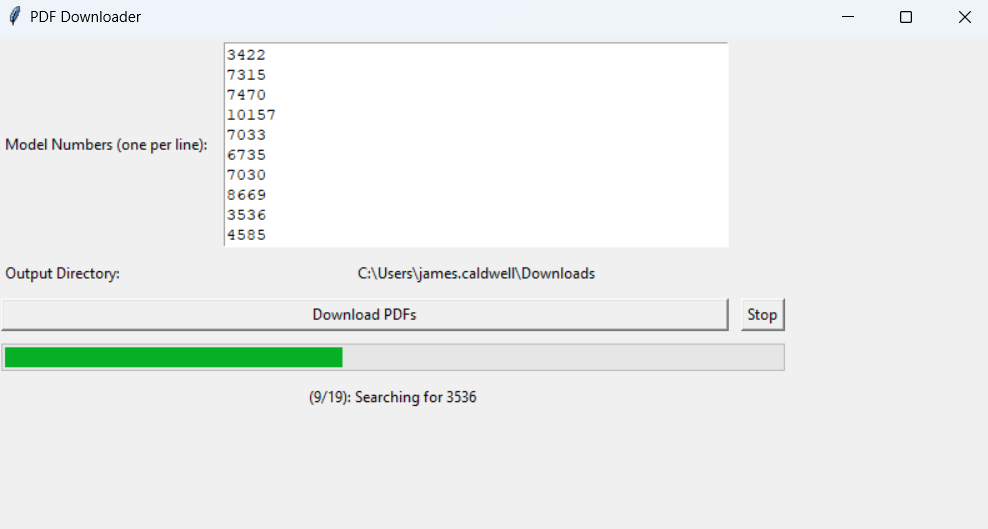 PDF Downloader
Model Numbers (one per line):
3422
7315
7470
10157
7033
6735
7030
8669
3536
4585
Output Directory: C:\Users\james.caldwell\Downloads
Download PDFs Stop
(9/19): Searching for 3536